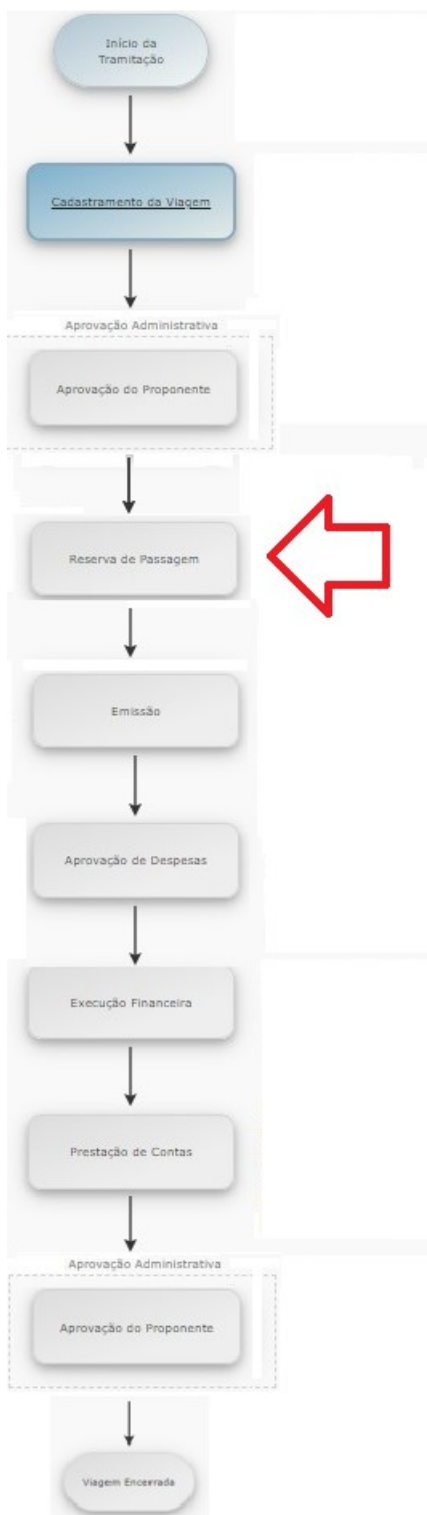 Início da
Tramitação
Cadastramento da Viagem
Aprovação Administrativa
Aprovação do Proponente
Reserva de Passagem
Emissão
Aprovação de Despesas
Execução Financeira
Prestação de Contas
Aprovação Administrativa
Aprovação do Proponente
Viagem Encerrada